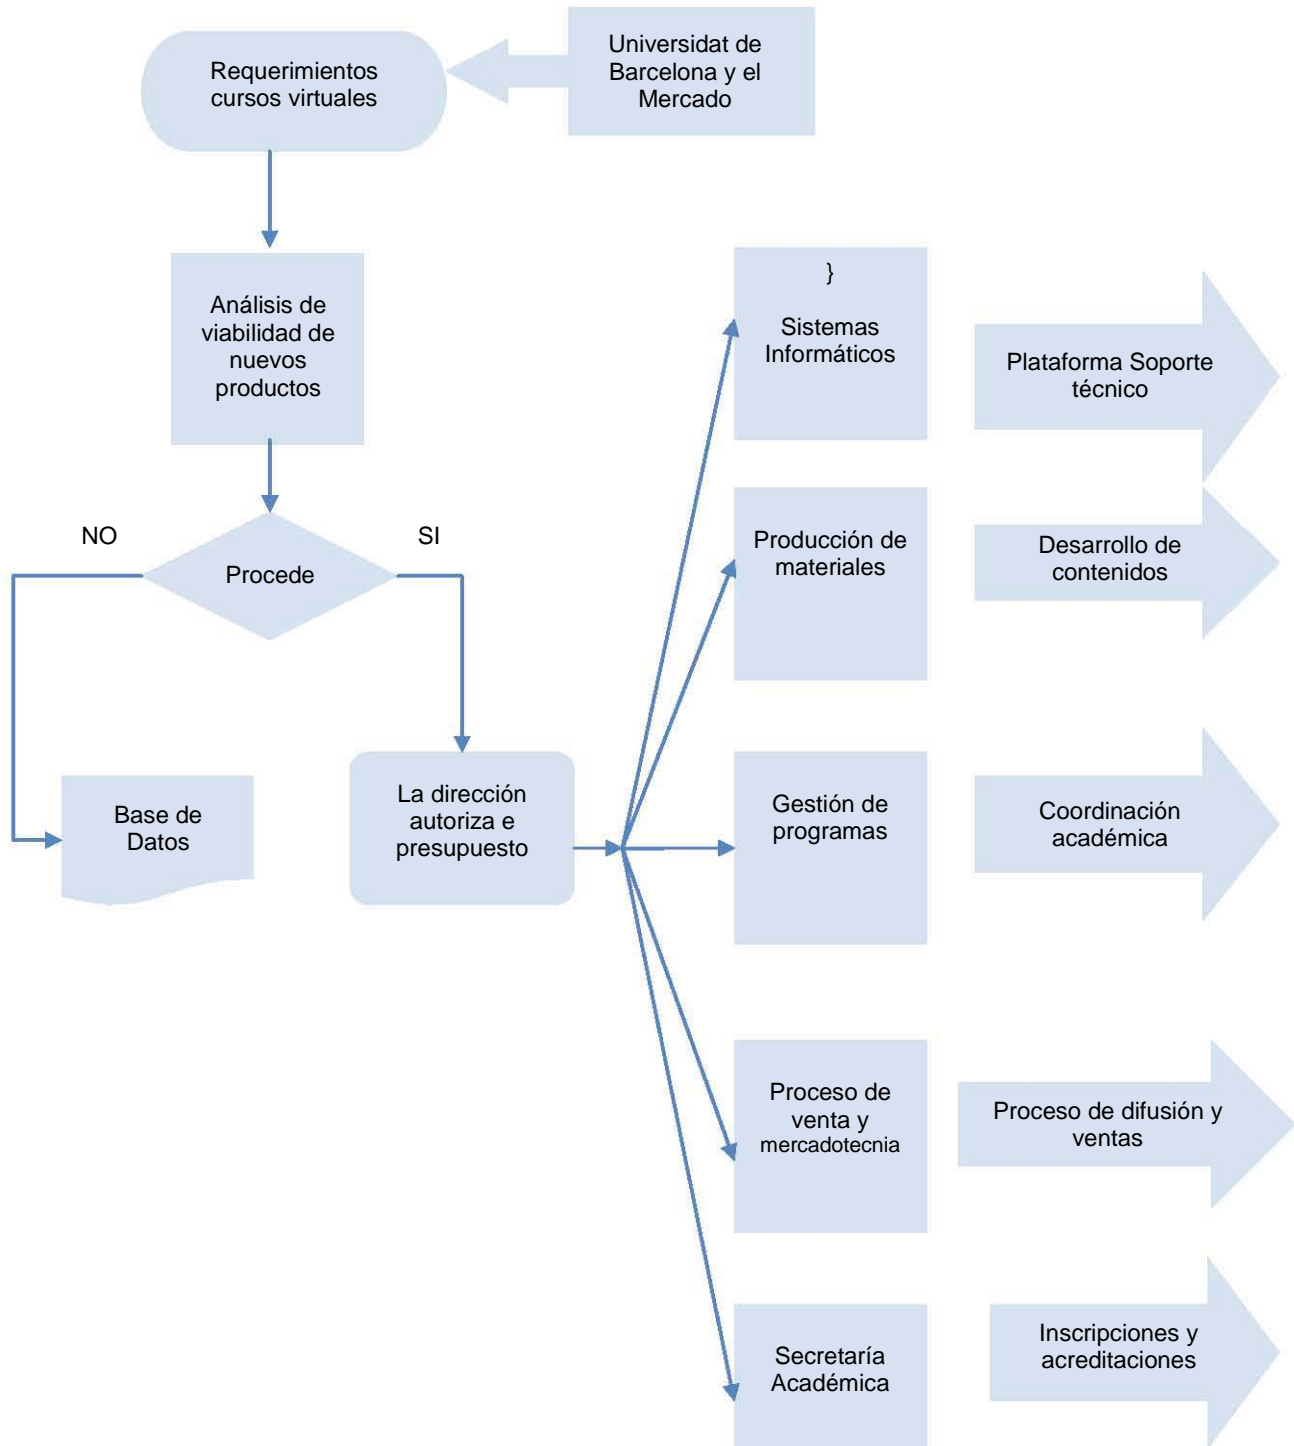 Requerimientos
cursos virtuales
Universidat de
Barcelona y el
Mercado
Análisis de
viabilidad de
nuevos
productos
NO
SI
Procede
Base de
Datos
La dirección
autoriza e
presupuesto
}
Sistemas
Informáticos
Plataforma Soporte
técnico
Producción de
materiales
Desarrollo de
contenidos
Gestión de
programas
Coordinación
académica
Proceso de
venta y
mercadotecnia
Proceso de difusión y
ventas
Secretaría
Académica
Inscripciones y
acreditaciones